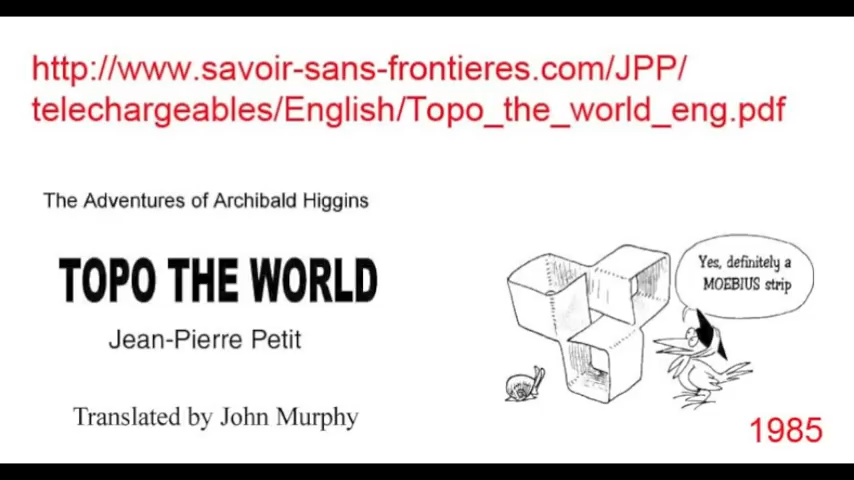 http://www.savoir-sans-frontieres.com/JPP/
telechargeables/English/Topo_the_world_eng.pdf
The Adventures of Archibald Higgins
TOPO THE WORLD
Jean-Pierre Petit
Translated by John Murphy
Yes, definitely a
MOEBIUS strip
1985